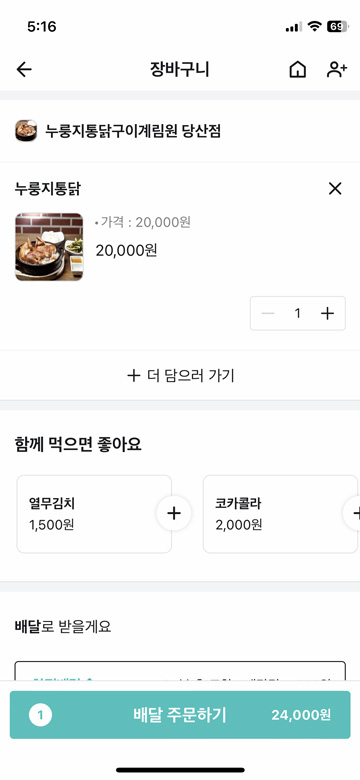 5:16
69
장바구니
누룽지통닭구이계림원 당산점
누룽지통닭
• 가격 : 20,000원
20,000원
1
더 담으러 가기
함께 먹으면 좋아요
열무김치
1,500원
코카콜라
2,000원
배달로 받을게요
1
배달 주문하기
24,000원